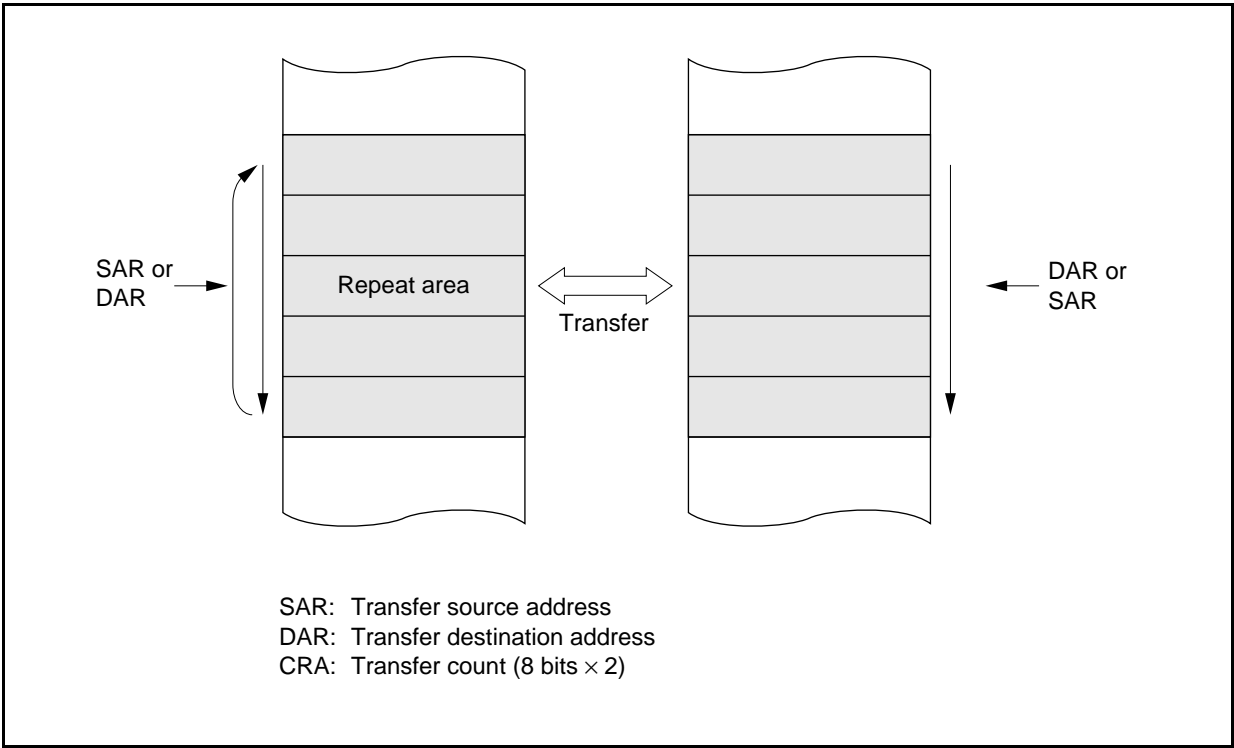 SAR or
DAR
Repeat area
Transfer
DAR or
SAR
SAR: Transfer source address
DAR: Transfer destination address
CRA: Transfer count (8 bits × 2)